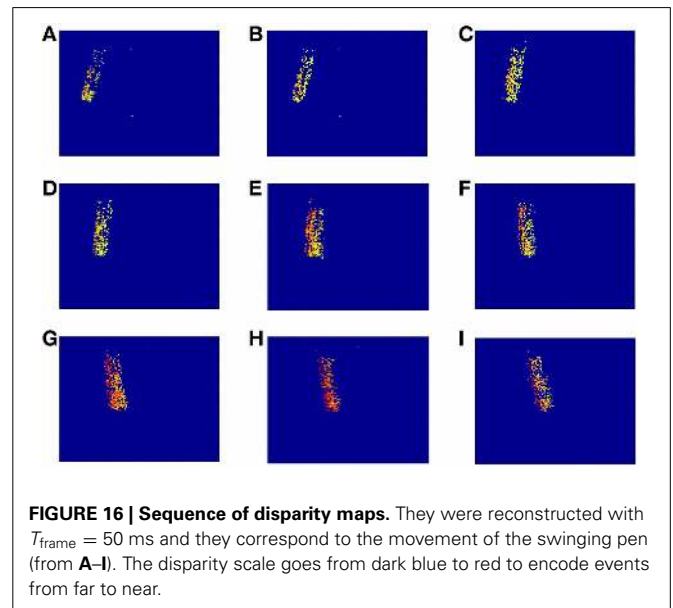 A B C
D E F
G H I
FIGURE 16 | Sequence of disparity maps. They were reconstructed with
T_frame = 50 ms and they correspond to the movement of the swinging pen
(from A–I). The disparity scale goes from dark blue to red to encode events
from far to near.